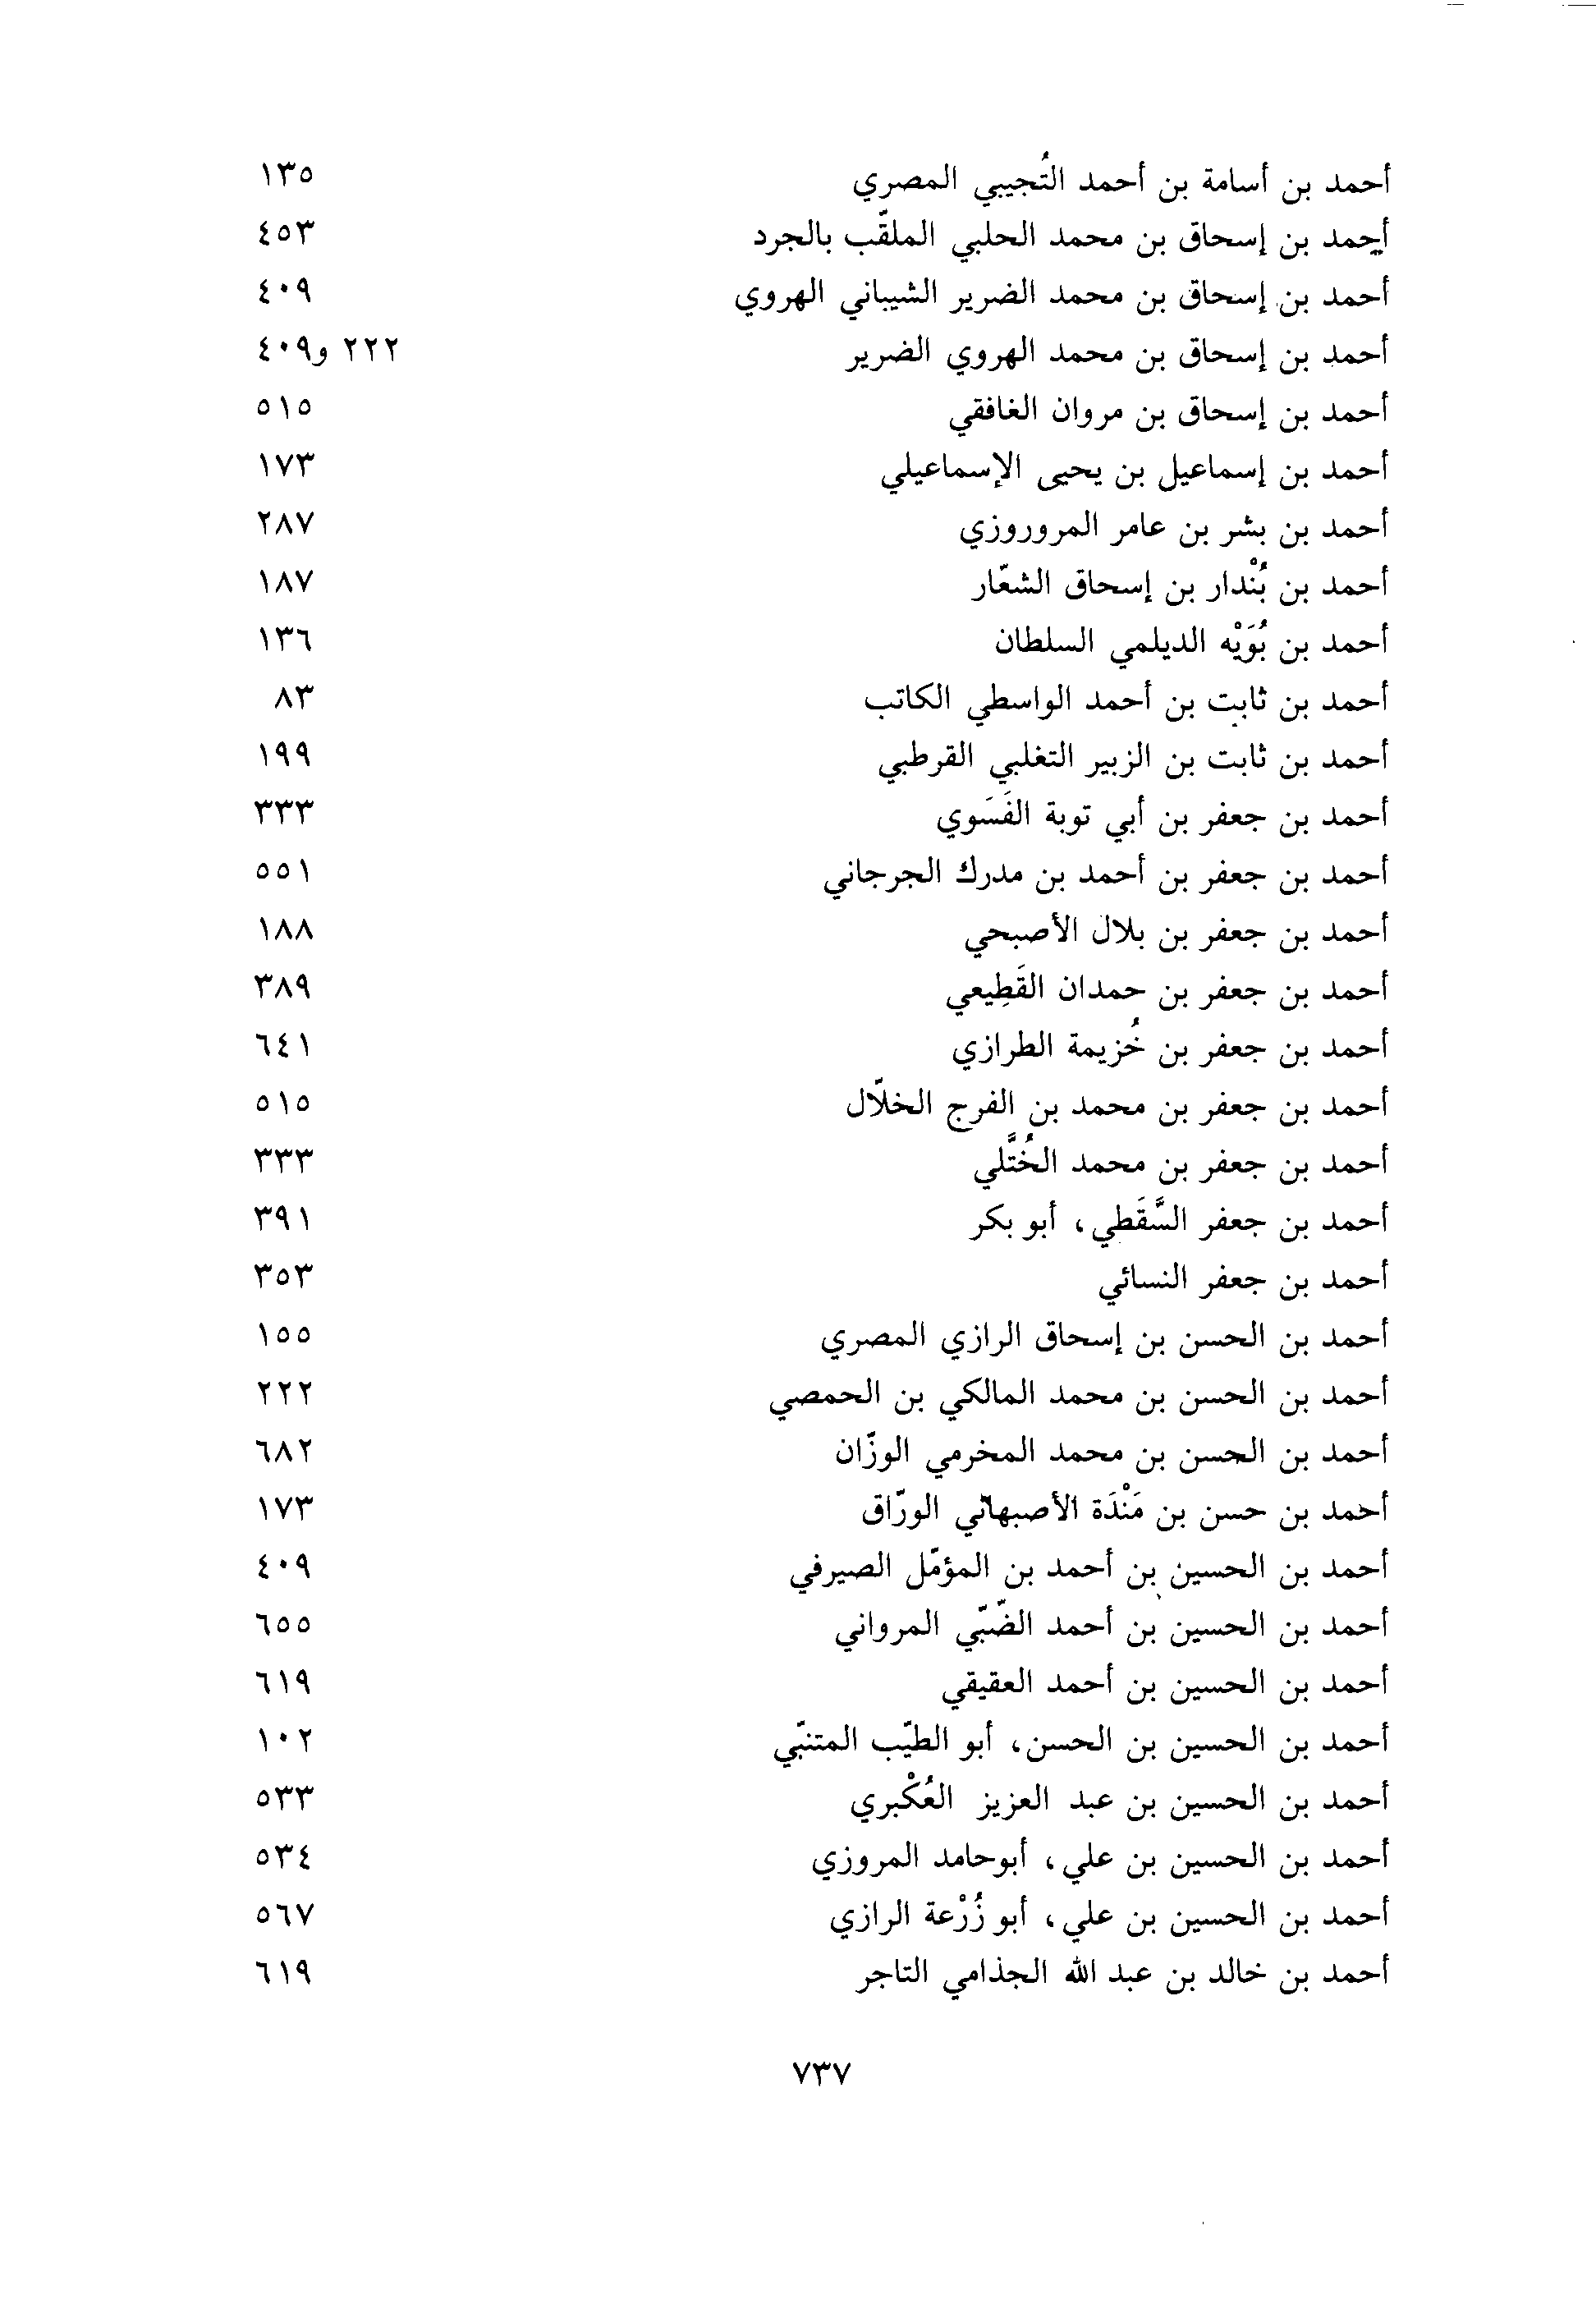 أحمد بن أسامة بن أحمد التُجيبي المصري ١٣٥
أحمد بن إسحاق بن محمد الحلبي الملقّب بالجرد ٤٥٣
أحمد بن إسحاق بن محمد الضرير الشيباني الهروي ٤٠٩
أحمد بن إسحاق بن محمد الهروي الضرير ٢٢٢ و٤٠٩
أحمد بن إسحاق بن مروان الغافقي ٥١٥
أحمد بن إسماعيل بن يحيى الإسماعيلي ١٧٣
أحمد بن بشر بن عامر المروروزي ٢٨٧
أحمد بن بُنْدار بن إسحاق الشعّار ١٨٧
أحمد بن بُوَيْه الديلمي السلطان ١٣٦
أحمد بن ثابت بن أحمد الواسطي الكاتب ٨٣
أحمد بن ثابت بن الزبير التغلبي القرطبي ١٩٩
أحمد بن جعفر بن أبي توبة الفَسَوي ٣٣٣
أحمد بن جعفر بن أحمد بن مدرك الجرجاني ٥٥١
أحمد بن جعفر بن بلال الأصبحي ١٨٨
أحمد بن جعفر بن حمدان القَطِيعي ٣٨٩
أحمد بن جعفر بن خُزيمة الطرازي ٦٤١
أحمد بن جعفر بن محمد بن الفرج الخلّال ٥١٥
أحمد بن جعفر بن محمد الخُتَّلي ٣٣٣
أحمد بن جعفر السَّقَطي، أبو بكر ٣٩١
أحمد بن جعفر النسائي ٣٥٣
أحمد بن الحسن بن إسحاق الرازي المصري ١٥٥
أحمد بن الحسن بن محمد المالكي بن الحمصي ٢٢٢
أحمد بن الحسن بن محمد المخرمي الوزّان ٦٨٢
أحمد بن حسن بن مَنْدَة الأصبهاني الورّاق ١٧٣
أحمد بن الحسين بن أحمد بن المؤمّل الصيرفي ٤٠٩
أحمد بن الحسين بن أحمد الضّبّي المرواني ٦٥٥
أحمد بن الحسين بن أحمد العقيقي ٦١٩
أحمد بن الحسين بن الحسن، أبو الطيّب المتنبّي ١٠٢
أحمد بن الحسين بن عبد العزيز العُكْبري ٥٣٣
أحمد بن الحسين بن علي، أبوحامد المروزي ٥٣٤
أحمد بن الحسين بن علي، أبو زُرْعة الرازي ٥٦٧
أحمد بن خالد بن عبد الله الجذامي التاجر ٦١٩
٧٣٧